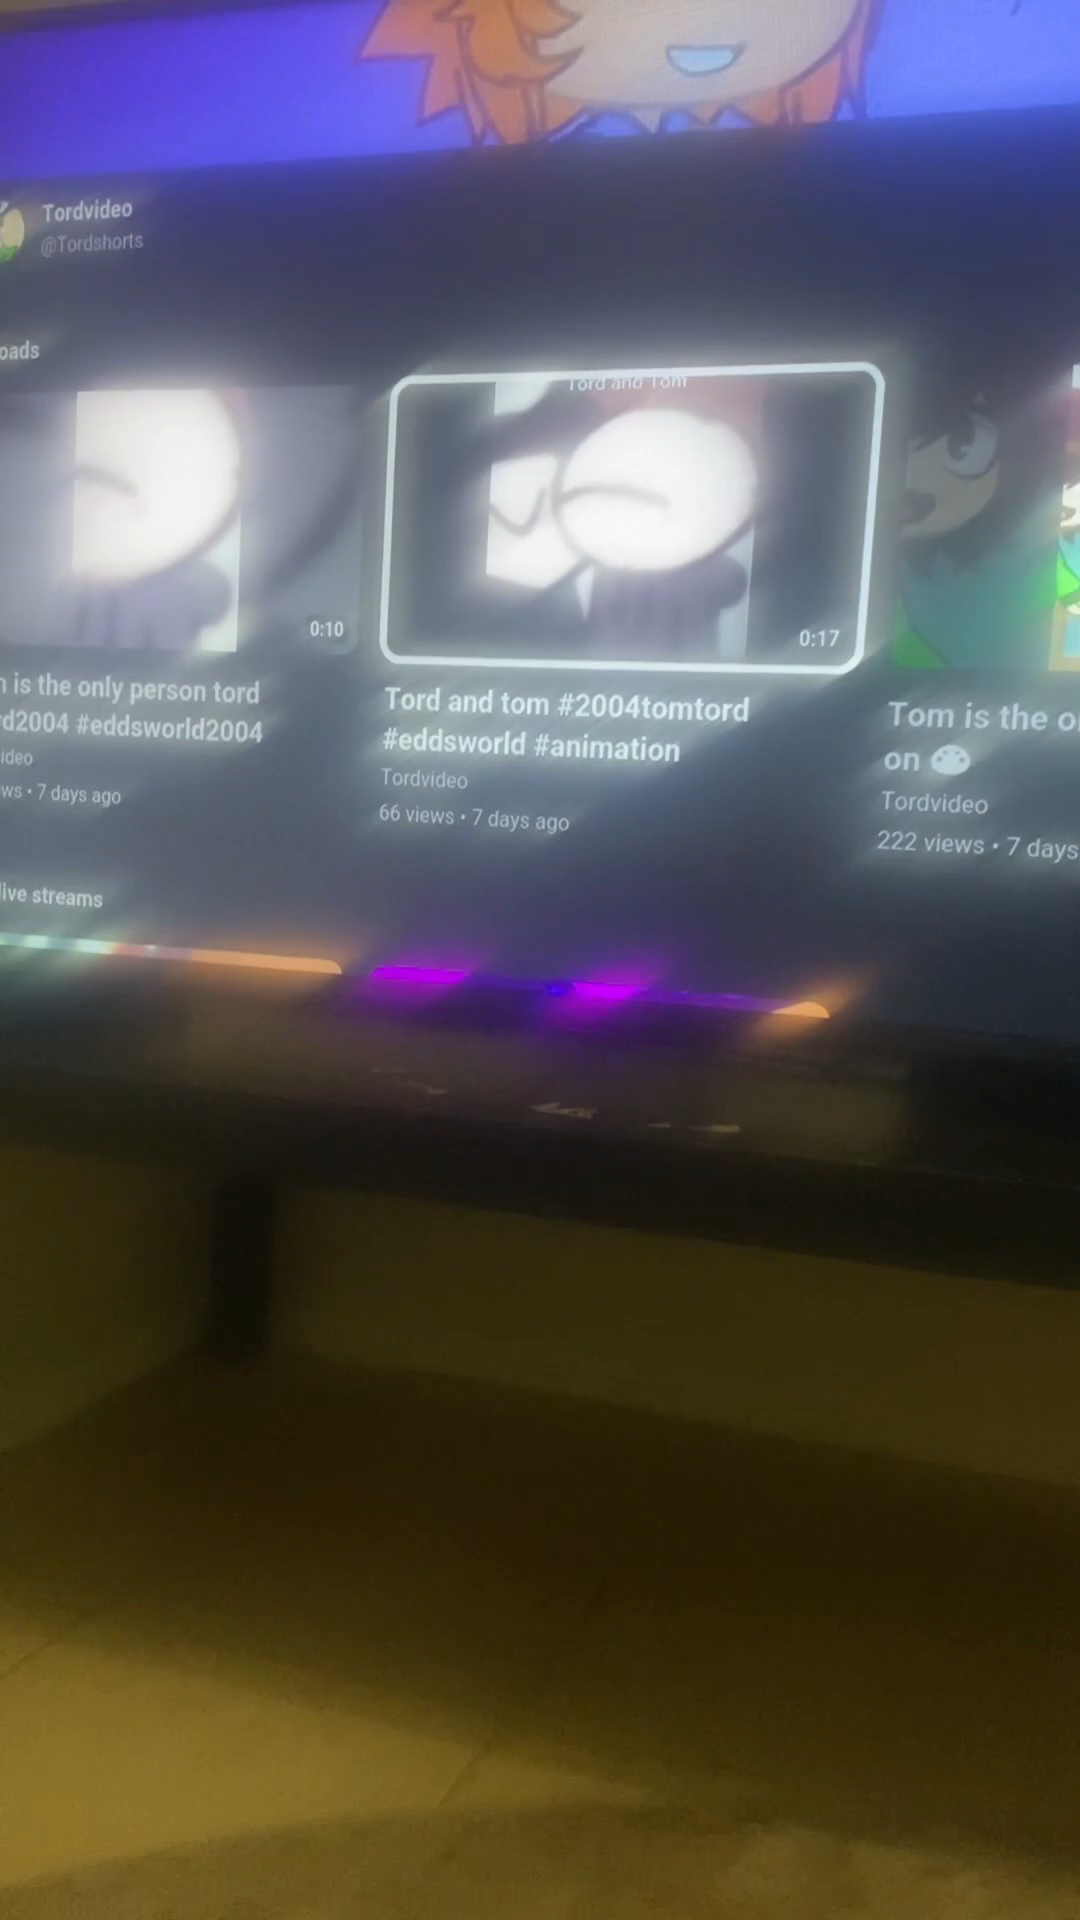 Tordvideo
@Tordshorts
oads
Tord and Tom
0:10
0:17
is the only person tord
rd2004 #eddsworld2004
ideo
ws • 7 days ago
Tord and tom #2004tomtord
#eddsworld #animation
Tordvideo
66 views • 7 days ago
Tom is the o
on
Tordvideo
222 views • 7 days
live streams